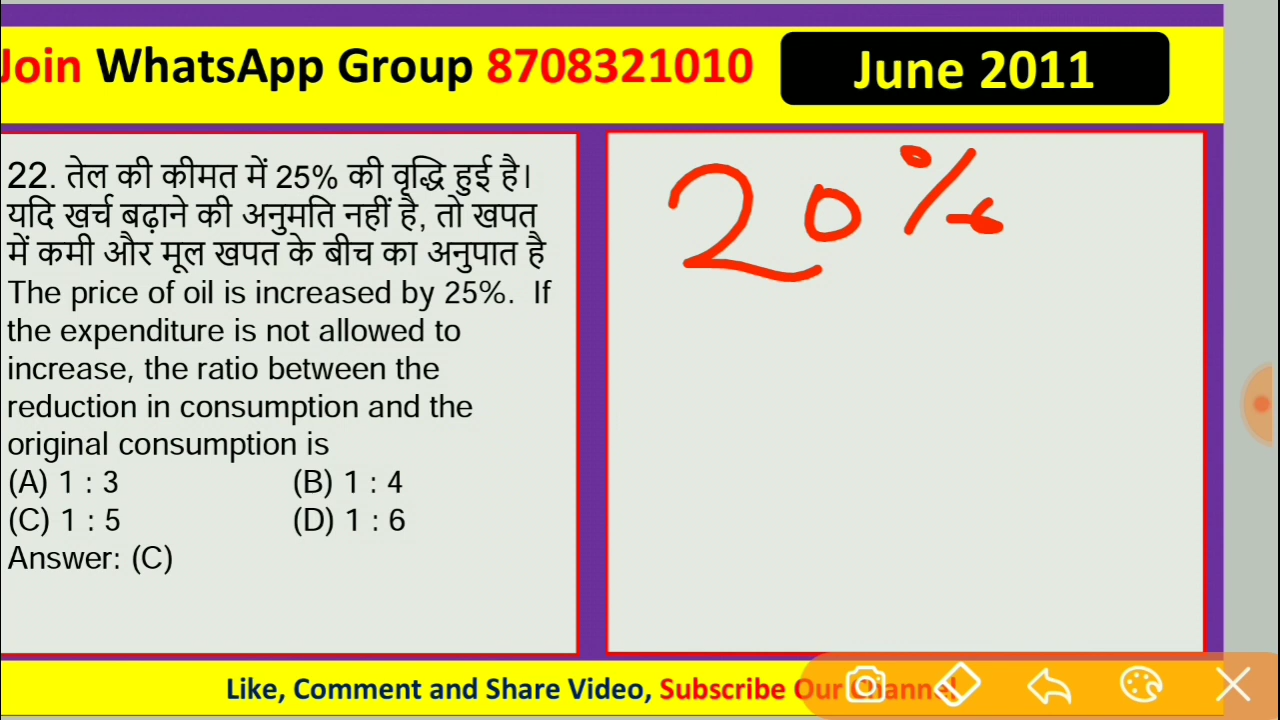 Join WhatsApp Group 8708321010
June 2011
22. तेल की कीमत में 25% की वृद्धि हुई है।
यदि खर्च बढ़ाने की अनुमति नहीं है, तो खपत
में कमी और मूल खपत के बीच का अनुपात है
The price of oil is increased by 25%. If
the expenditure is not allowed to
increase, the ratio between the
reduction in consumption and the
original consumption is
(A) 1 : 3 (B) 1 : 4
(C) 1 : 5 (D) 1 : 6
Answer: (C)
20%
Like, Comment and Share Video, Subscribe Our Channel